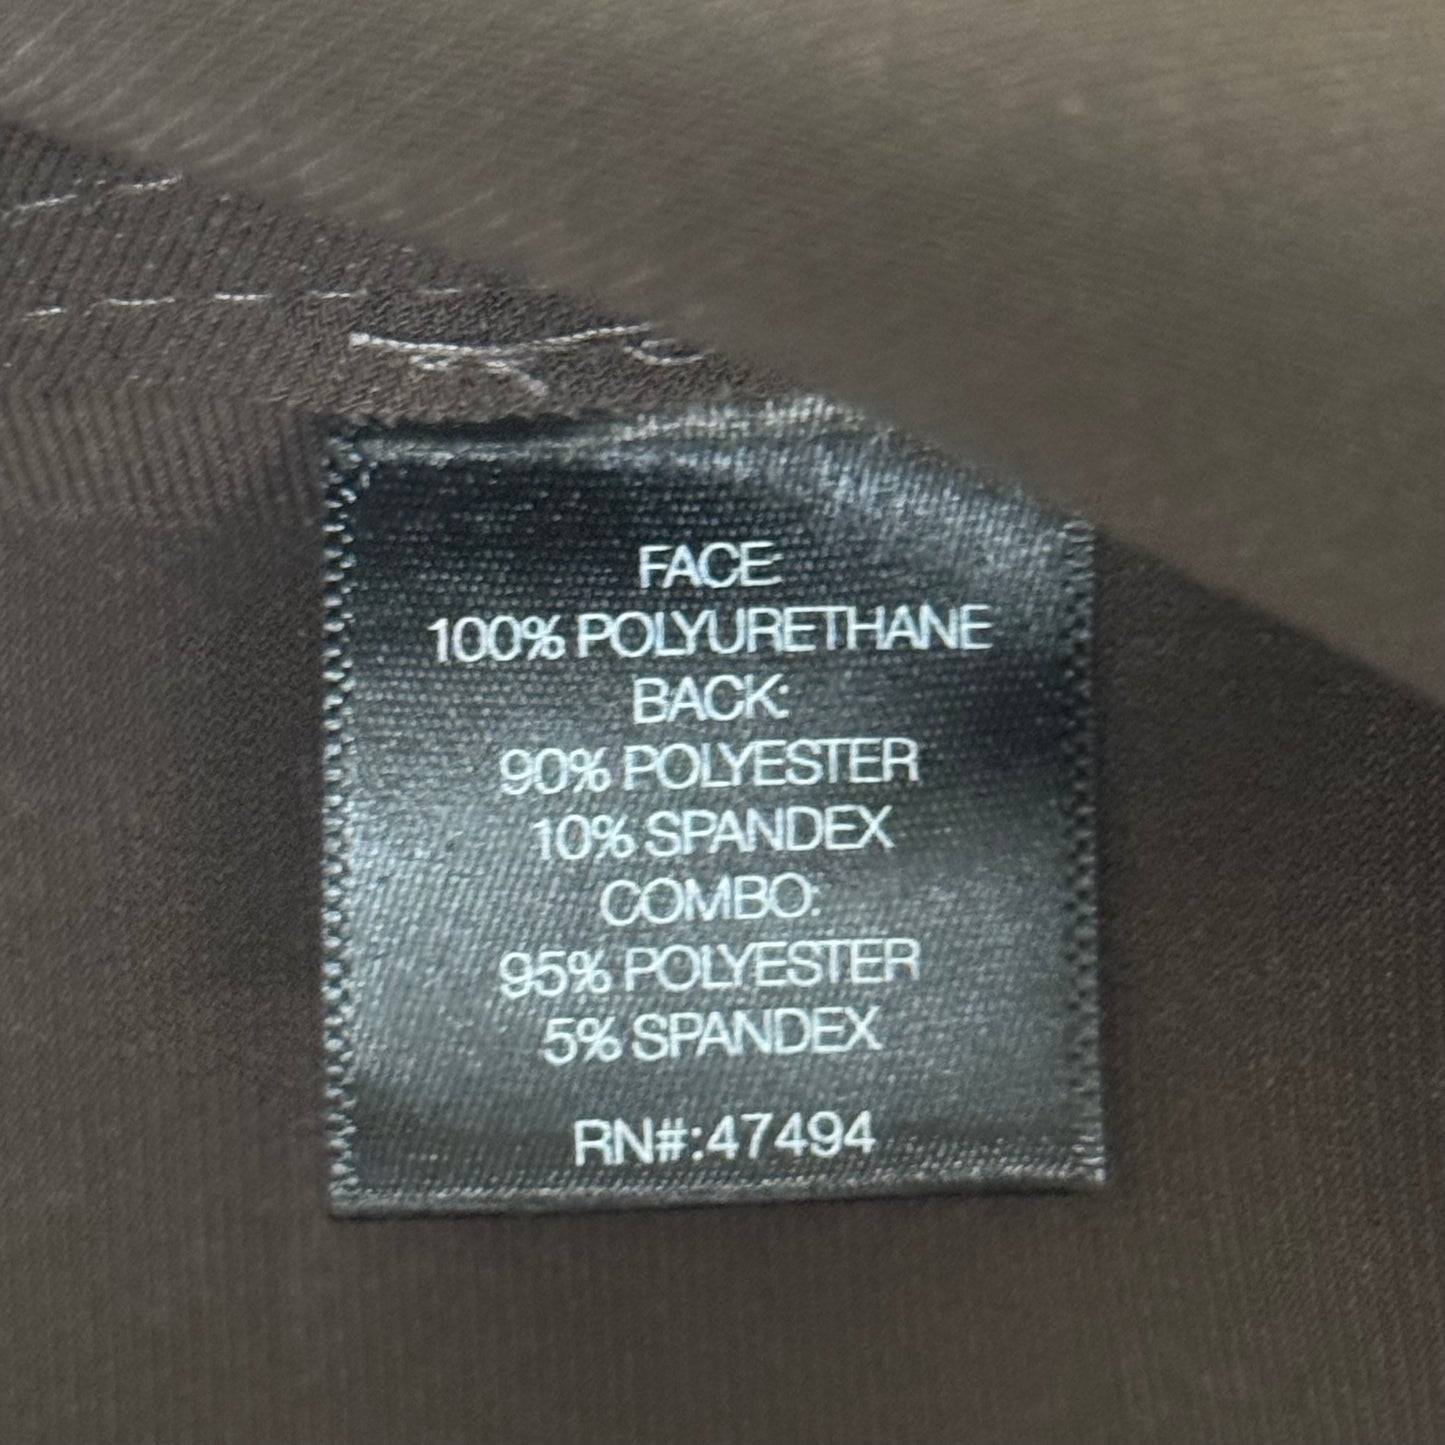 FACE:
100% POLYURETHANE
BACK:
90% POLYESTER
10% SPANDEX
COMBO:
95% POLYESTER
5% SPANDEX
RN#:47494